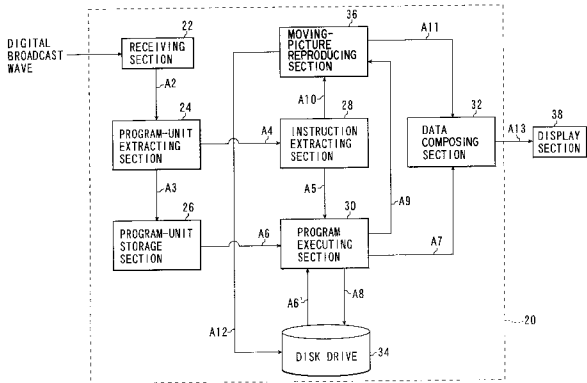 DIGITAL
BROADCAST
WAVE
22
RECEIVING
SECTION
A2
24
PROGRAM-UNIT
EXTRACTING
SECTION
A3
26
PROGRAM-UNIT
STORAGE
SECTION
A4
A6
A12
36
MOVING-
PICTURE
REPRODUCING
SECTION
A10
28
INSTRUCTION
EXTRACTING
SECTION
A5
30
PROGRAM
EXECUTING
SECTION
A6
A8
DISK DRIVE
34
A11
A9
A7
32
DATA
COMPOSING
SECTION
A13
38
DISPLAY
SECTION
20